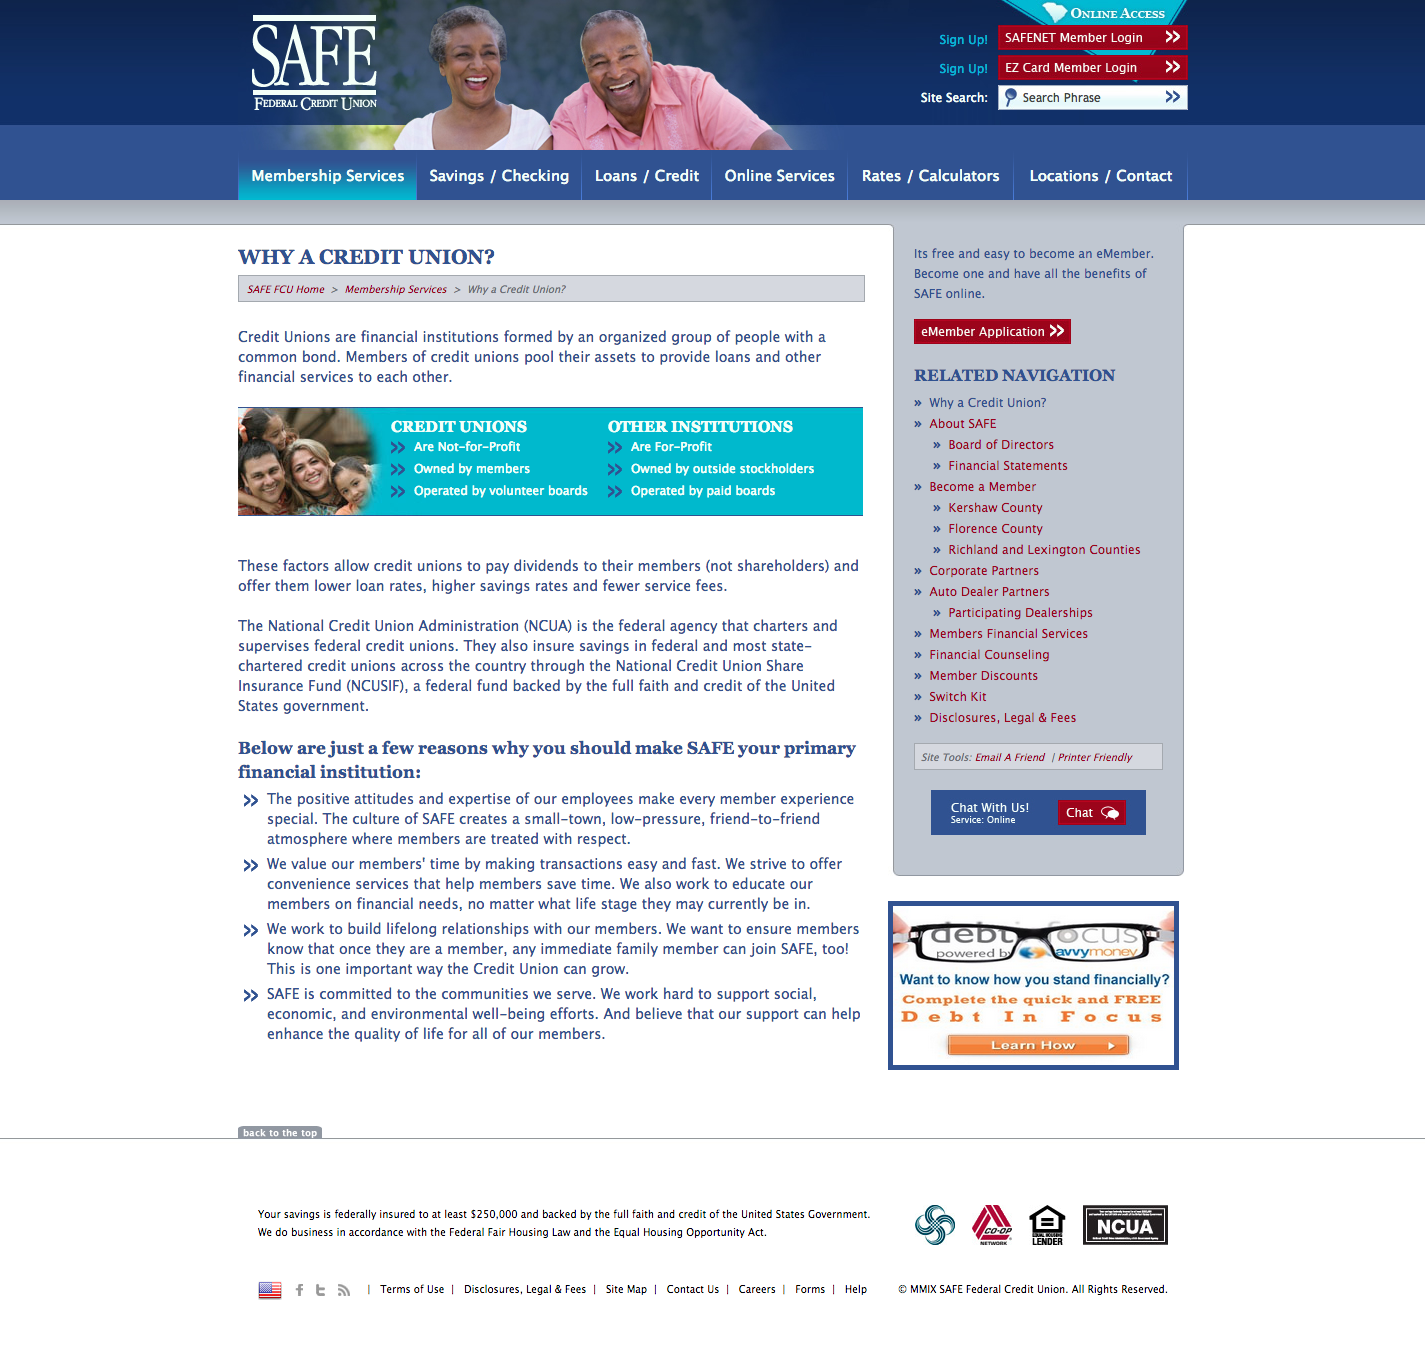 SAFE
FEDERAL CREDIT UNION
ONLINE ACCESS
Sign Up!
SAFENET Member Login
Sign Up!
EZ Card Member Login
Site Search:
Search Phrase
Membership Services
Savings / Checking
Loans / Credit
Online Services
Rates / Calculators
Locations / Contact
WHY A CREDIT UNION?
SAFE FCU Home > Membership Services > Why a Credit Union?
Credit Unions are financial institutions formed by an organized group of people with a
common bond. Members of credit unions pool their assets to provide loans and other
financial services to each other.
CREDIT UNIONS
Are Not-for-Profit
Owned by members
Operated by volunteer boards
OTHER INSTITUTIONS
Are For-Profit
Owned by outside stockholders
Operated by paid boards
These factors allow credit unions to pay dividends to their members (not shareholders) and
offer them lower loan rates, higher savings rates and fewer service fees.
The National Credit Union Administration (NCUA) is the federal agency that charters and
supervises federal credit unions. They also insure savings in federal and most state-
chartered credit unions across the country through the National Credit Union Share
Insurance Fund (NCUSIF), a federal fund backed by the full faith and credit of the United
States government.
Below are just a few reasons why you should make SAFE your primary
financial institution:
The positive attitudes and expertise of our employees make every member experience
special. The culture of SAFE creates a small-town, low-pressure, friend-to-friend
atmosphere where members are treated with respect.
We value our members' time by making transactions easy and fast. We strive to offer
convenience services that help members save time. We also work to educate our
members on financial needs, no matter what life stage they may currently be in.
We work to build lifelong relationships with our members. We want to ensure members
know that once they are a member, any immediate family member can join SAFE, too!
This is one important way the Credit Union can grow.
SAFE is committed to the communities we serve. We work hard to support social,
economic, and environmental well-being efforts. And believe that our support can help
enhance the quality of life for all of our members.
Its free and easy to become an eMember.
Become one and have all the benefits of
SAFE online.
eMember Application
RELATED NAVIGATION
» Why a Credit Union?
» About SAFE
» Board of Directors
» Financial Statements
» Become a Member
» Kershaw County
» Florence County
» Richland and Lexington Counties
» Corporate Partners
» Auto Dealer Partners
» Participating Dealerships
» Members Financial Services
» Financial Counseling
» Member Discounts
» Switch Kit
» Disclosures, Legal & Fees
Site Tools: Email A Friend | Printer Friendly
Chat With Us!
Service: Online
Chat
debt focus
powered by savvymoney
Want to know how you stand financially?
Complete the quick and FREE
Debt In Focus
Learn How
back to the top
Your savings is federally insured to at least $250,000 and backed by the full faith and credit of the United States Government.
We do business in accordance with the Federal Fair Housing Law and the Equal Housing Opportunity Act.
CO-OP
NETWORK
EQUAL HOUSING
LENDER
NCUA
| Terms of Use | Disclosures, Legal & Fees | Site Map | Contact Us | Careers | Forms | Help
© MMIX SAFE Federal Credit Union. All Rights Reserved.